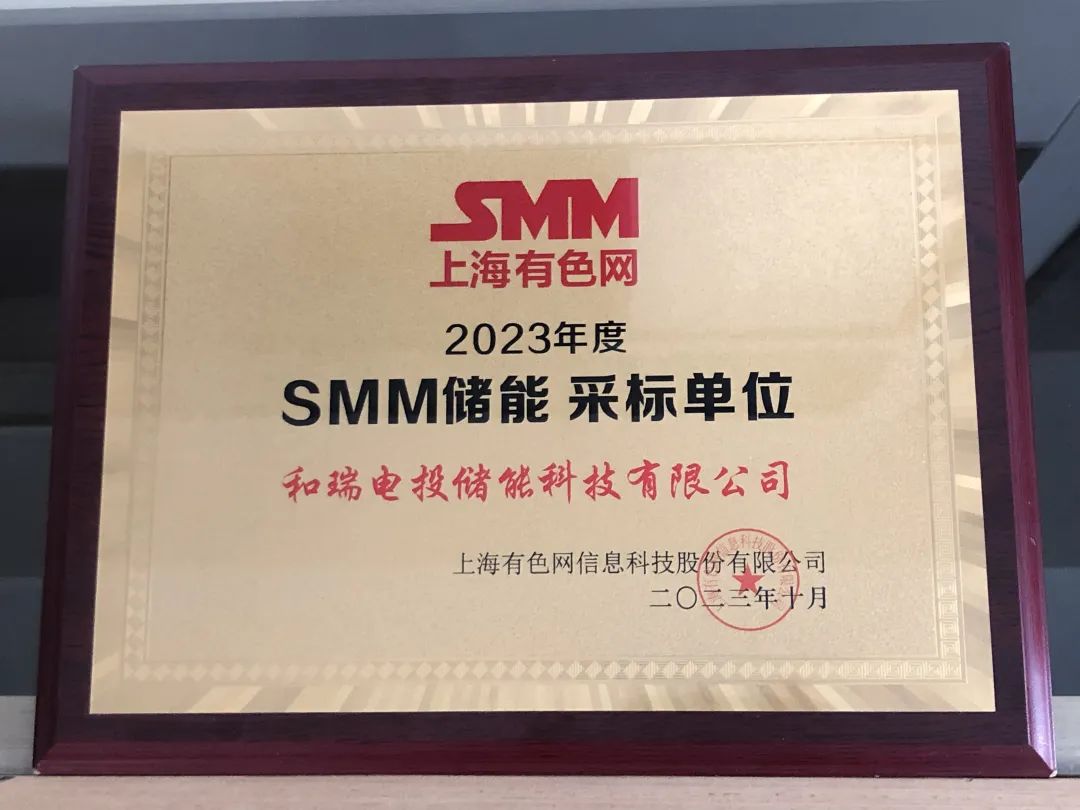 SMM
上海有色网
2023年度
SMM储能 采标单位
和瑞电投储能科技有限公司
上海有色网信息科技股份有限公司
二〇二三年十月